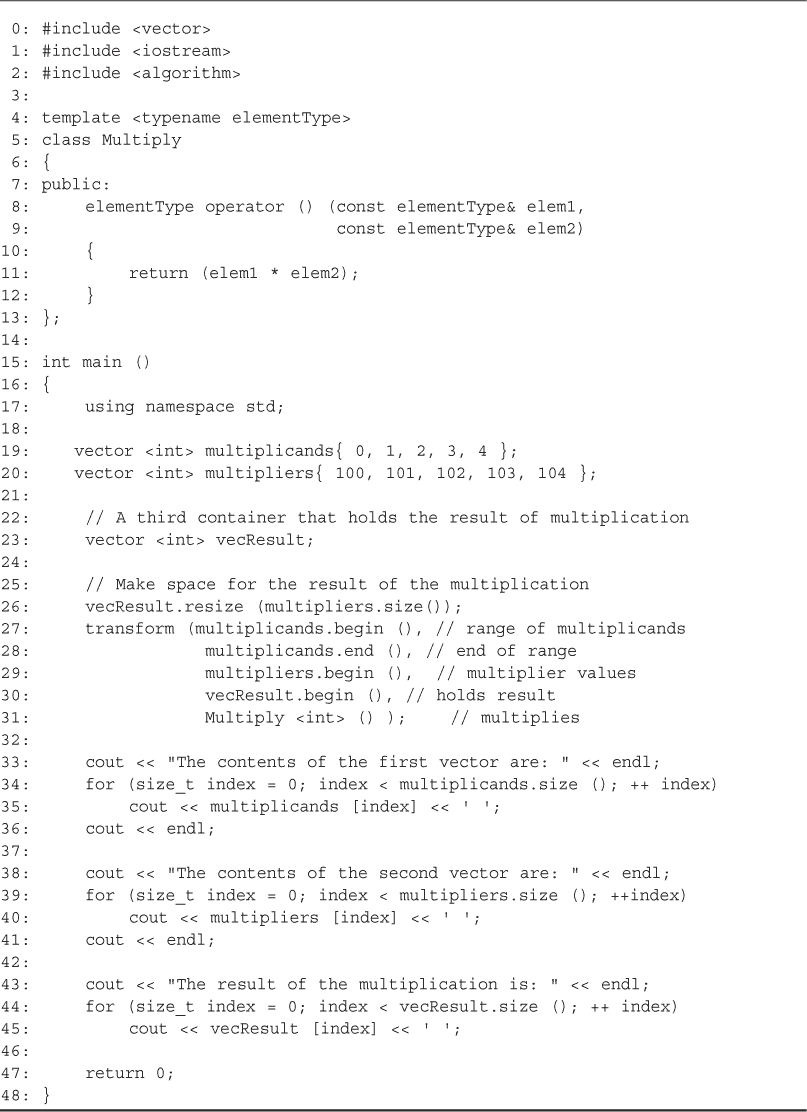 0: #include <vector>
1: #include <iostream>
2: #include <algorithm>
3:
4: template <typename elementType>
5: class Multiply
6: {
7: public:
8:     elementType operator () (const elementType& elem1,
9:                              const elementType& elem2)
10:     {
11:         return (elem1 * elem2);
12:     }
13: };
14:
15: int main ()
16: {
17:     using namespace std;
18:
19:    vector <int> multiplicands{ 0, 1, 2, 3, 4 };
20:    vector <int> multipliers{ 100, 101, 102, 103, 104 };
21:
22:     // A third container that holds the result of multiplication
23:     vector <int> vecResult;
24:
25:     // Make space for the result of the multiplication
26:     vecResult.resize (multipliers.size());
27:     transform (multiplicands.begin (), // range of multiplicands
28:                multiplicands.end (), // end of range
29:                multipliers.begin (),  // multiplier values
30:                vecResult.begin (), // holds result
31:                Multiply <int> () );    // multiplies
32:
33:     cout << "The contents of the first vector are: " << endl;
34:     for (size_t index = 0; index < multiplicands.size (); ++ index)
35:         cout << multiplicands [index] << ' ';
36:     cout << endl;
37:
38:     cout << "The contents of the second vector are: " << endl;
39:     for (size_t index = 0; index < multipliers.size (); ++index)
40:         cout << multipliers [index] << ' ';
41:     cout << endl;
42:
43:     cout << "The result of the multiplication is: " << endl;
44:     for (size_t index = 0; index < vecResult.size (); ++ index)
45:         cout << vecResult [index] << ' ';
46:
47:     return 0;
48: }